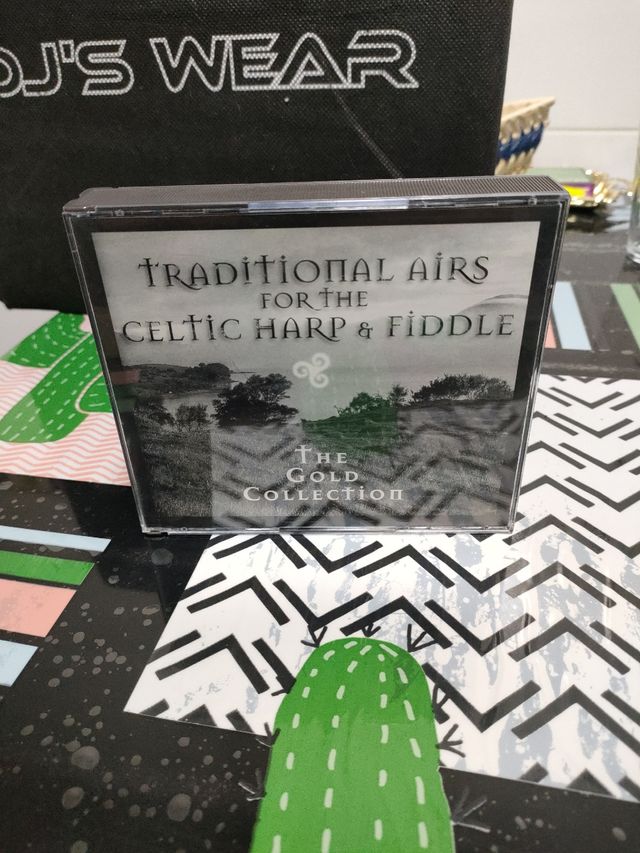 DJ'S WEAR
TRADITIONAL AIRS
FOR THE
CELTIC HARP & FIDDLE
THE
GOLD
COLLECTION